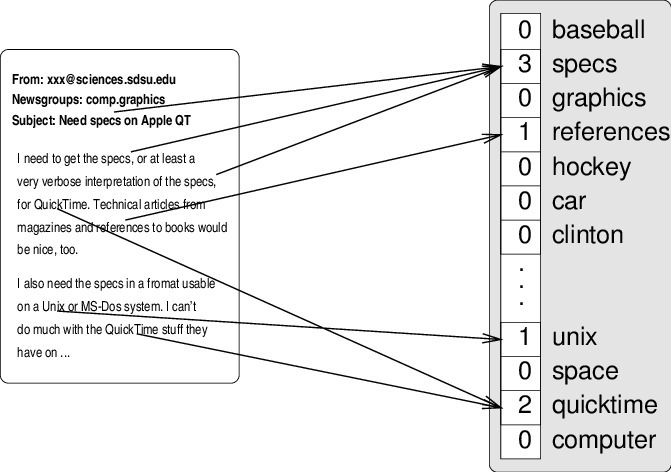 From: xxx@sciences.sdsu.edu
Newsgroups: comp.graphics
Subject: Need specs on Apple QT
I need to get the specs, or at least a
very verbose interpretation of the specs,
for QuickTime. Technical articles from
magazines and references to books would
be nice, too.
I also need the specs in a fromat usable
on a Unix or MS-Dos system. I can't
do much with the QuickTime stuff they
have on ...
0 baseball
3 specs
0 graphics
1 references
0 hockey
0 car
0 clinton
.
.
.
1 unix
0 space
2 quicktime
0 computer